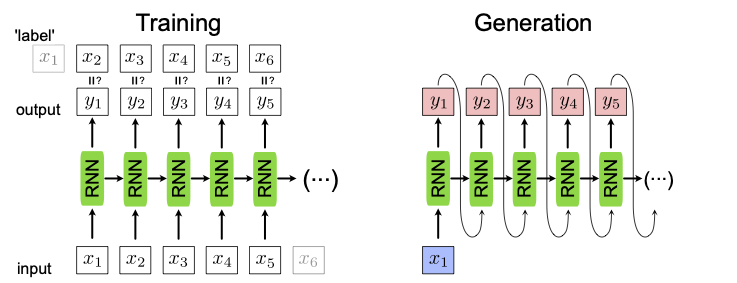 Training
Generation
'label'
x₁ x₂ x₃ x₄ x₅ x₆
=? =? =? =? =?
output y₁ y₂ y₃ y₄ y₅
y₁ y₂ y₃ y₄ y₅
RNN RNN RNN RNN RNN (···)
RNN RNN RNN RNN RNN (···)
input x₁ x₂ x₃ x₄ x₅ x₆
x₁